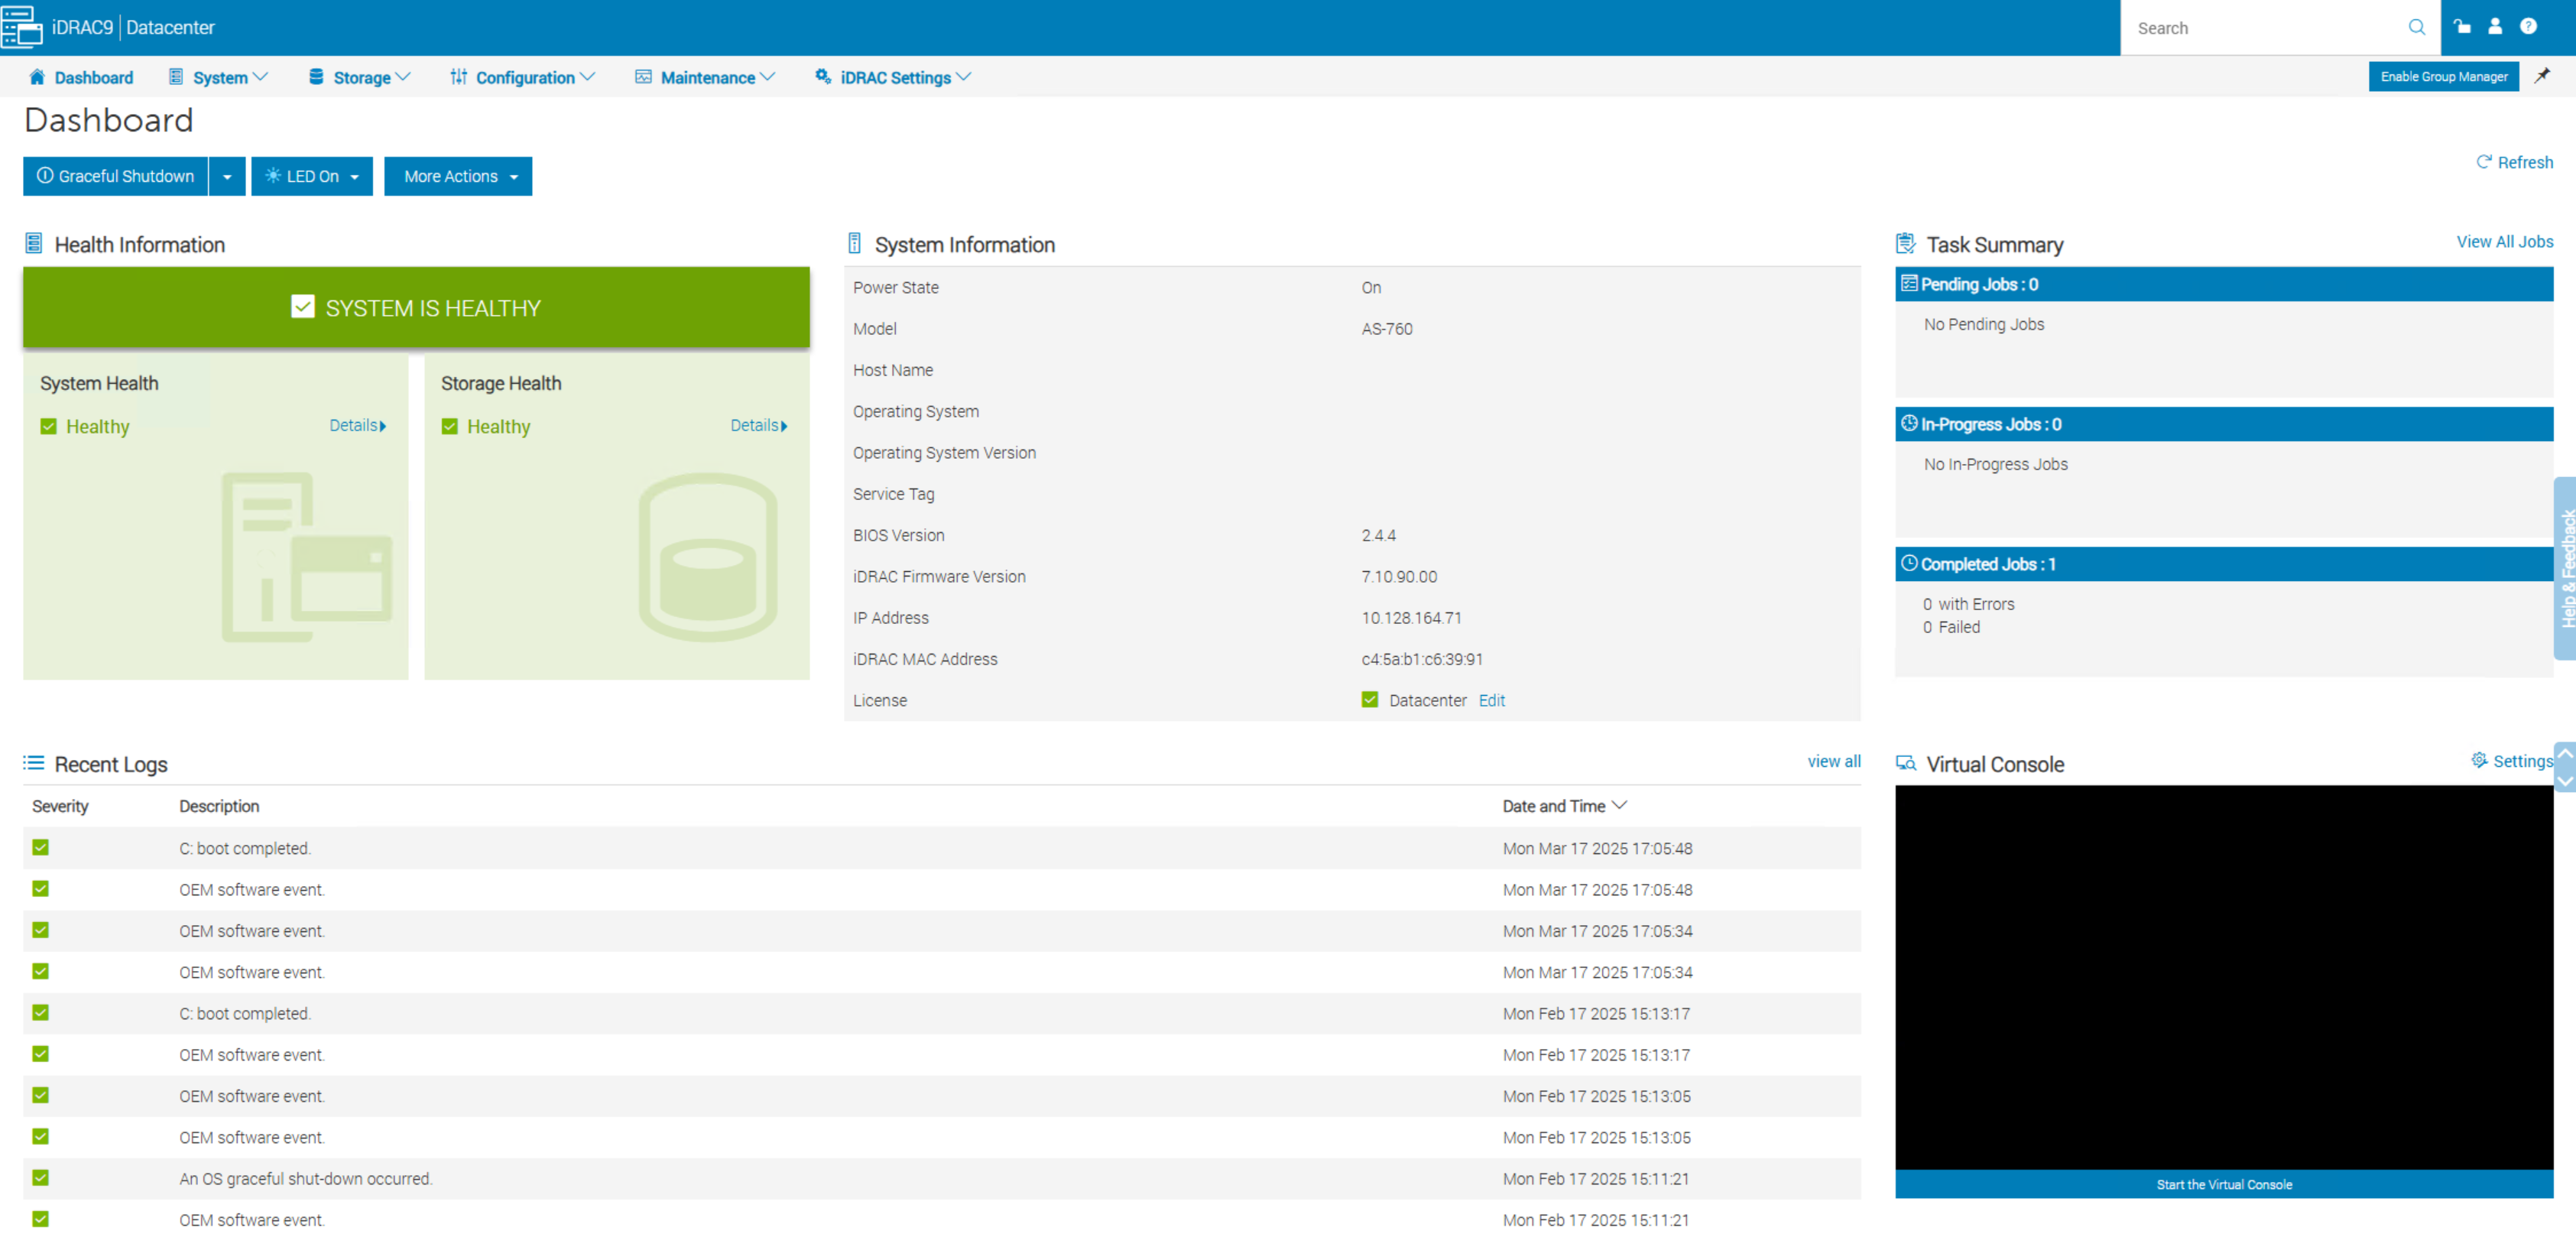 iDRAC9 | Datacenter
Search
Dashboard System Storage Configuration Maintenance iDRAC Settings Enable Group Manager
Dashboard
Graceful Shutdown LED On More Actions
Refresh
Health Information
SYSTEM IS HEALTHY
System Health
Healthy Details
Storage Health
Healthy Details
System Information
Power State On
Model AS-760
Host Name
Operating System
Operating System Version
Service Tag
BIOS Version 2.4.4
iDRAC Firmware Version 7.10.90.00
IP Address 10.128.164.71
iDRAC MAC Address c4:5a:b1:c6:39:91
License Datacenter Edit
Task Summary View All Jobs
Pending Jobs : 0
No Pending Jobs
In-Progress Jobs : 0
No In-Progress Jobs
Completed Jobs : 1
0 with Errors
0 Failed
Help & Feedback
Recent Logs view all
Severity Description Date and Time
C: boot completed. Mon Mar 17 2025 17:05:48
OEM software event. Mon Mar 17 2025 17:05:48
OEM software event. Mon Mar 17 2025 17:05:34
OEM software event. Mon Mar 17 2025 17:05:34
C: boot completed. Mon Feb 17 2025 15:13:17
OEM software event. Mon Feb 17 2025 15:13:17
OEM software event. Mon Feb 17 2025 15:13:05
OEM software event. Mon Feb 17 2025 15:13:05
An OS graceful shut-down occurred. Mon Feb 17 2025 15:11:21
OEM software event. Mon Feb 17 2025 15:11:21
Virtual Console Settings
Start the Virtual Console